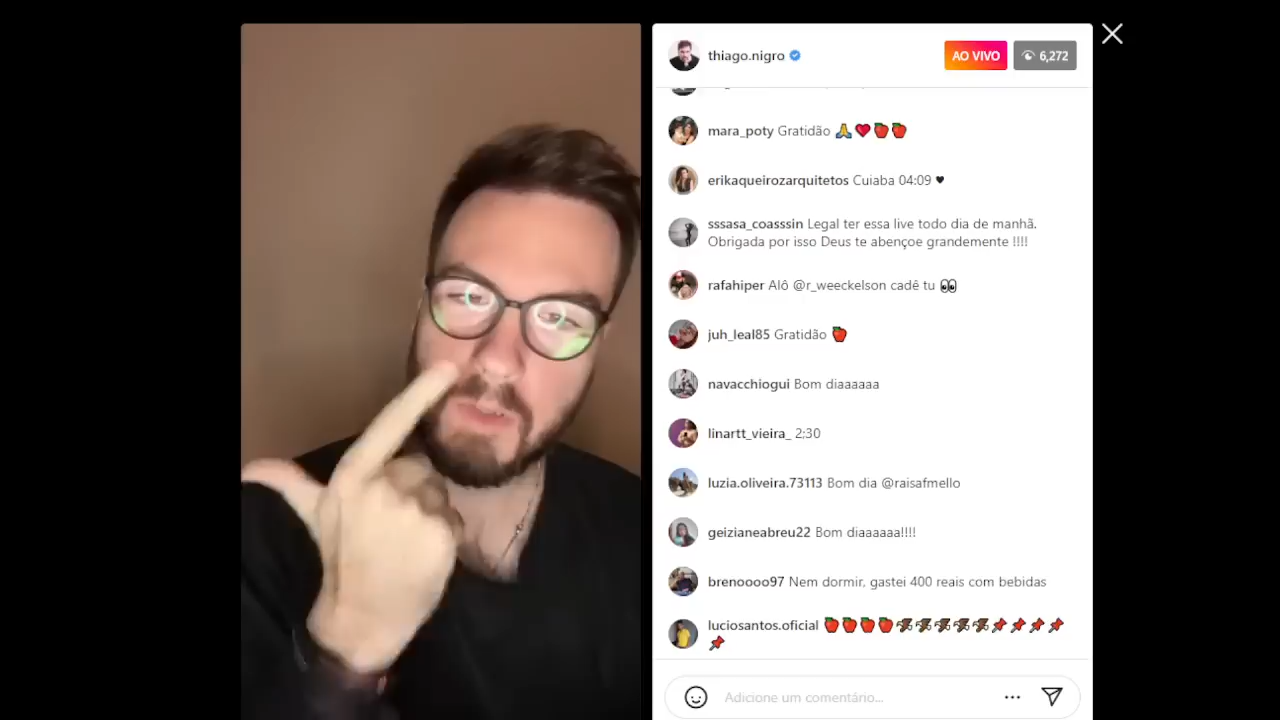 thiago.nigro
AO VIVO
6,272
mara_poty Gratidão 🙏❤️🍎🍎
erikaqueirozarquitetos Cuiaba 04:09 ♥
sssasa_coasssin Legal ter essa live todo dia de manhã.
Obrigada por isso Deus te abençoe grandemente !!!!
rafahiper Alô @r_weeckelson cadê tu 👀
juh_leal85 Gratidão 🍎
navacchiogui Bom diaaaaaa
linartt_vieira_ 2;30
luzia.oliveira.73113 Bom dia @raisafmello
geizianeabreu22 Bom diaaaaaa!!!!
brenoooo97 Nem dormir, gastei 400 reais com bebidas
luciosantos.oficial 🍎🍎🍎🍎
Adicione um comentário...